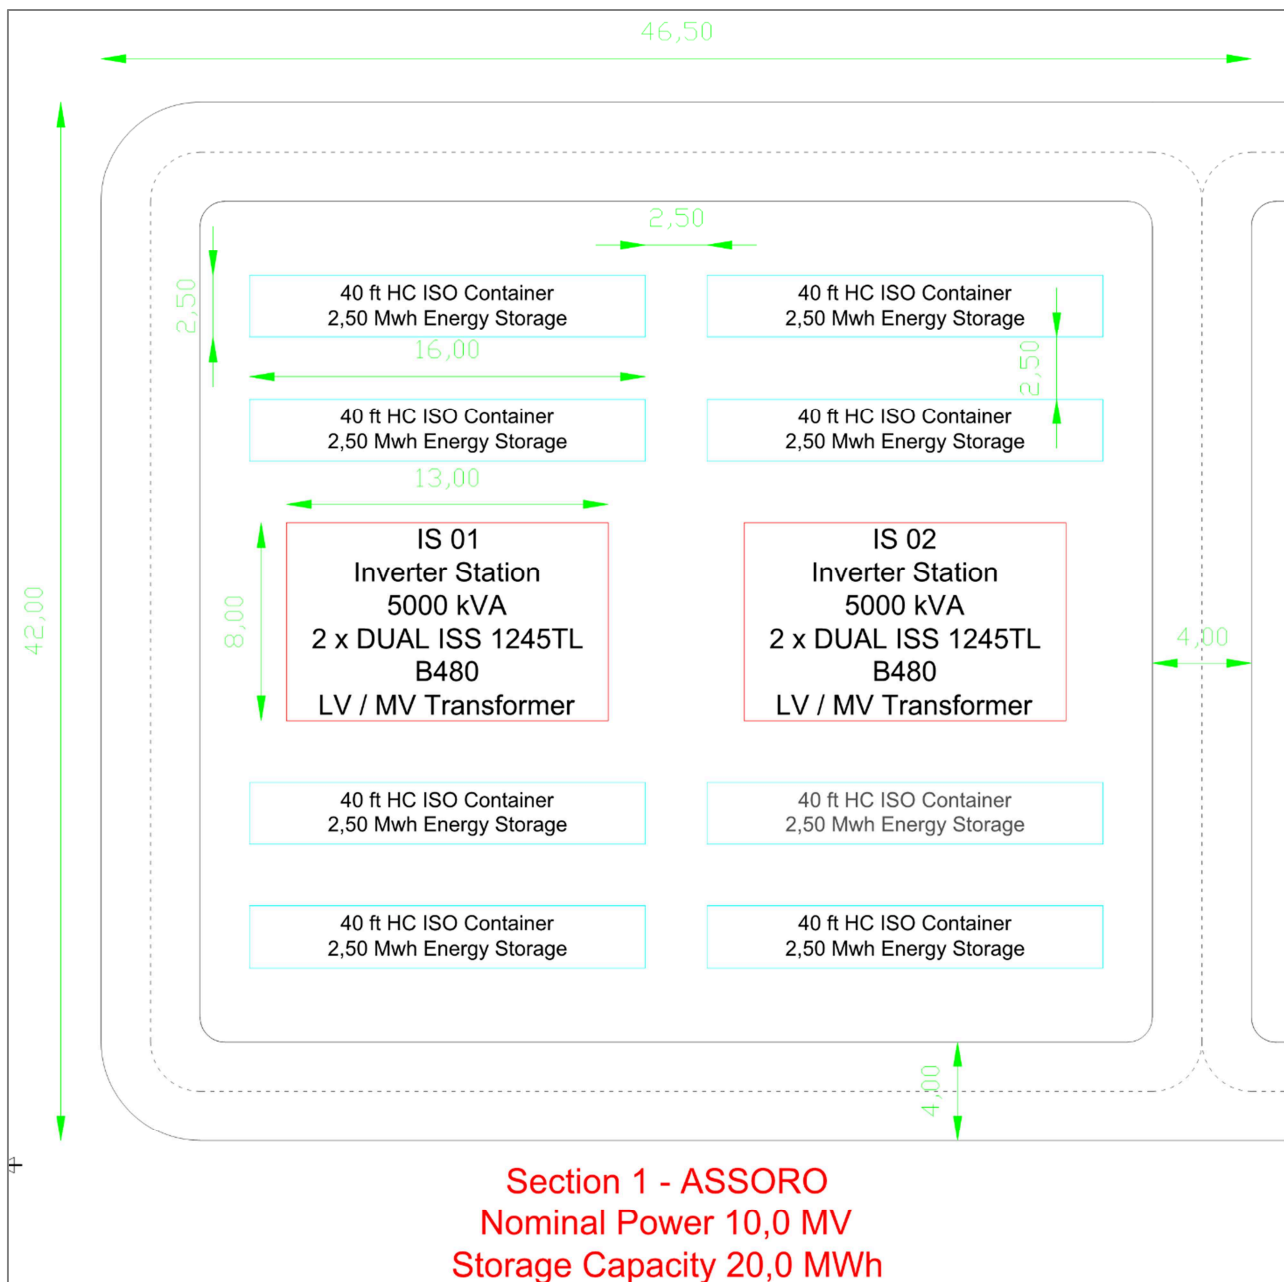 46,50
2,50
40 ft HC ISO Container
2,50 Mwh Energy Storage
40 ft HC ISO Container
2,50 Mwh Energy Storage
2,50
16,00
2,50
40 ft HC ISO Container
2,50 Mwh Energy Storage
40 ft HC ISO Container
2,50 Mwh Energy Storage
13,00
IS 01
Inverter Station
5000 kVA
2 x DUAL ISS 1245TL
B480
LV / MV Transformer
IS 02
Inverter Station
5000 kVA
2 x DUAL ISS 1245TL
B480
LV / MV Transformer
42,00
8,00
4,00
40 ft HC ISO Container
2,50 Mwh Energy Storage
40 ft HC ISO Container
2,50 Mwh Energy Storage
40 ft HC ISO Container
2,50 Mwh Energy Storage
40 ft HC ISO Container
2,50 Mwh Energy Storage
4,00
Section 1 - ASSORO
Nominal Power 10,0 MV
Storage Capacity 20,0 MWh